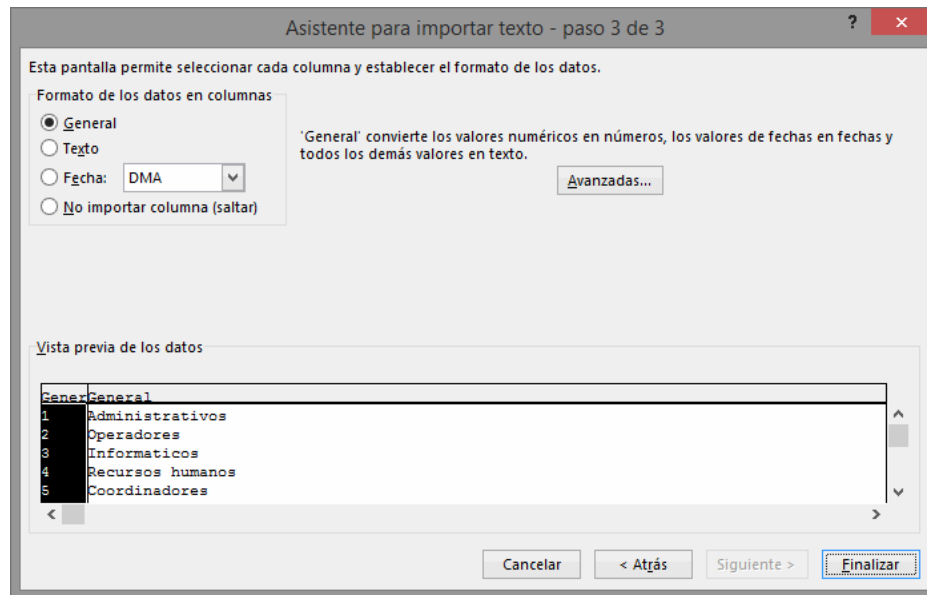 Asistente para importar texto - paso 3 de 3
?
×
Esta pantalla permite seleccionar cada columna y establecer el formato de los datos.
Formato de los datos en columnas
General
Texto
Fecha: DMA
No importar columna (saltar)
'General' convierte los valores numéricos en números, los valores de fechas en fechas y
todos los demás valores en texto.
Avanzadas...
Vista previa de los datos
Gener General
1 Administrativos
2 Operadores
3 Informaticos
4 Recursos humanos
5 Coordinadores
Cancelar < Atrás Siguiente > Finalizar